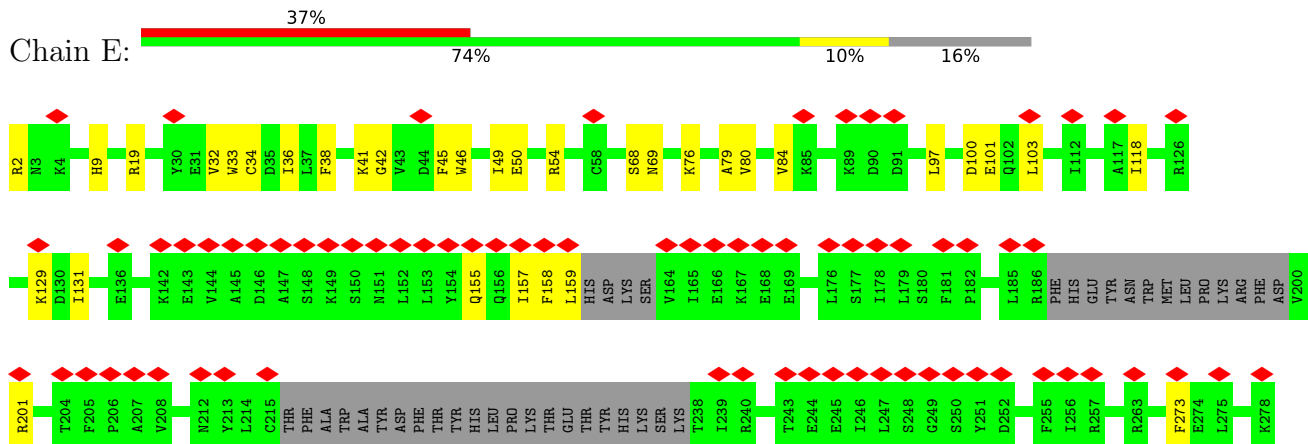 37%
Chain E:
74% 10% 16%
R2 N3 K4 H9 R19 Y30 E31 V32 W33 C34 D35 I36 L37 F38 K41 G42 V43 D44 F45 W46 I49 E50 R54 C58 S68 N69 K76 A79 V80 V84 K85 K89 D90 D91 L97 D100 E101 Q102 L103 I112 A117 I118 R126
K129 D130 I131 E136 K142 E143 V144 A145 D146 A147 S148 K149 S150 N151 L152 L153 Y154 Q155 Q156 I157 F158 L159 HIS ASP LYS SER V164 I165 E166 K167 E168 E169 L176 S177 I178 L179 S180 F181 P182 L185 R186 PHE HIS GLU TYR ASN TRP MET LEU PRO LYS ARG PHE ASP V200
R201 T204 F205 P206 A207 V208 N212 Y213 L214 C215 THR PHE ALA TRP ALA TYR ASP PHE THR TYR HIS LEU PRO LYS THR GLU THR TYR HIS LYS SER LYS T238 I239 R240 T243 E244 E245 I246 L247 S248 G249 S250 Y251 D252 F255 I256 R257 R263 F273 E274 L275 K278